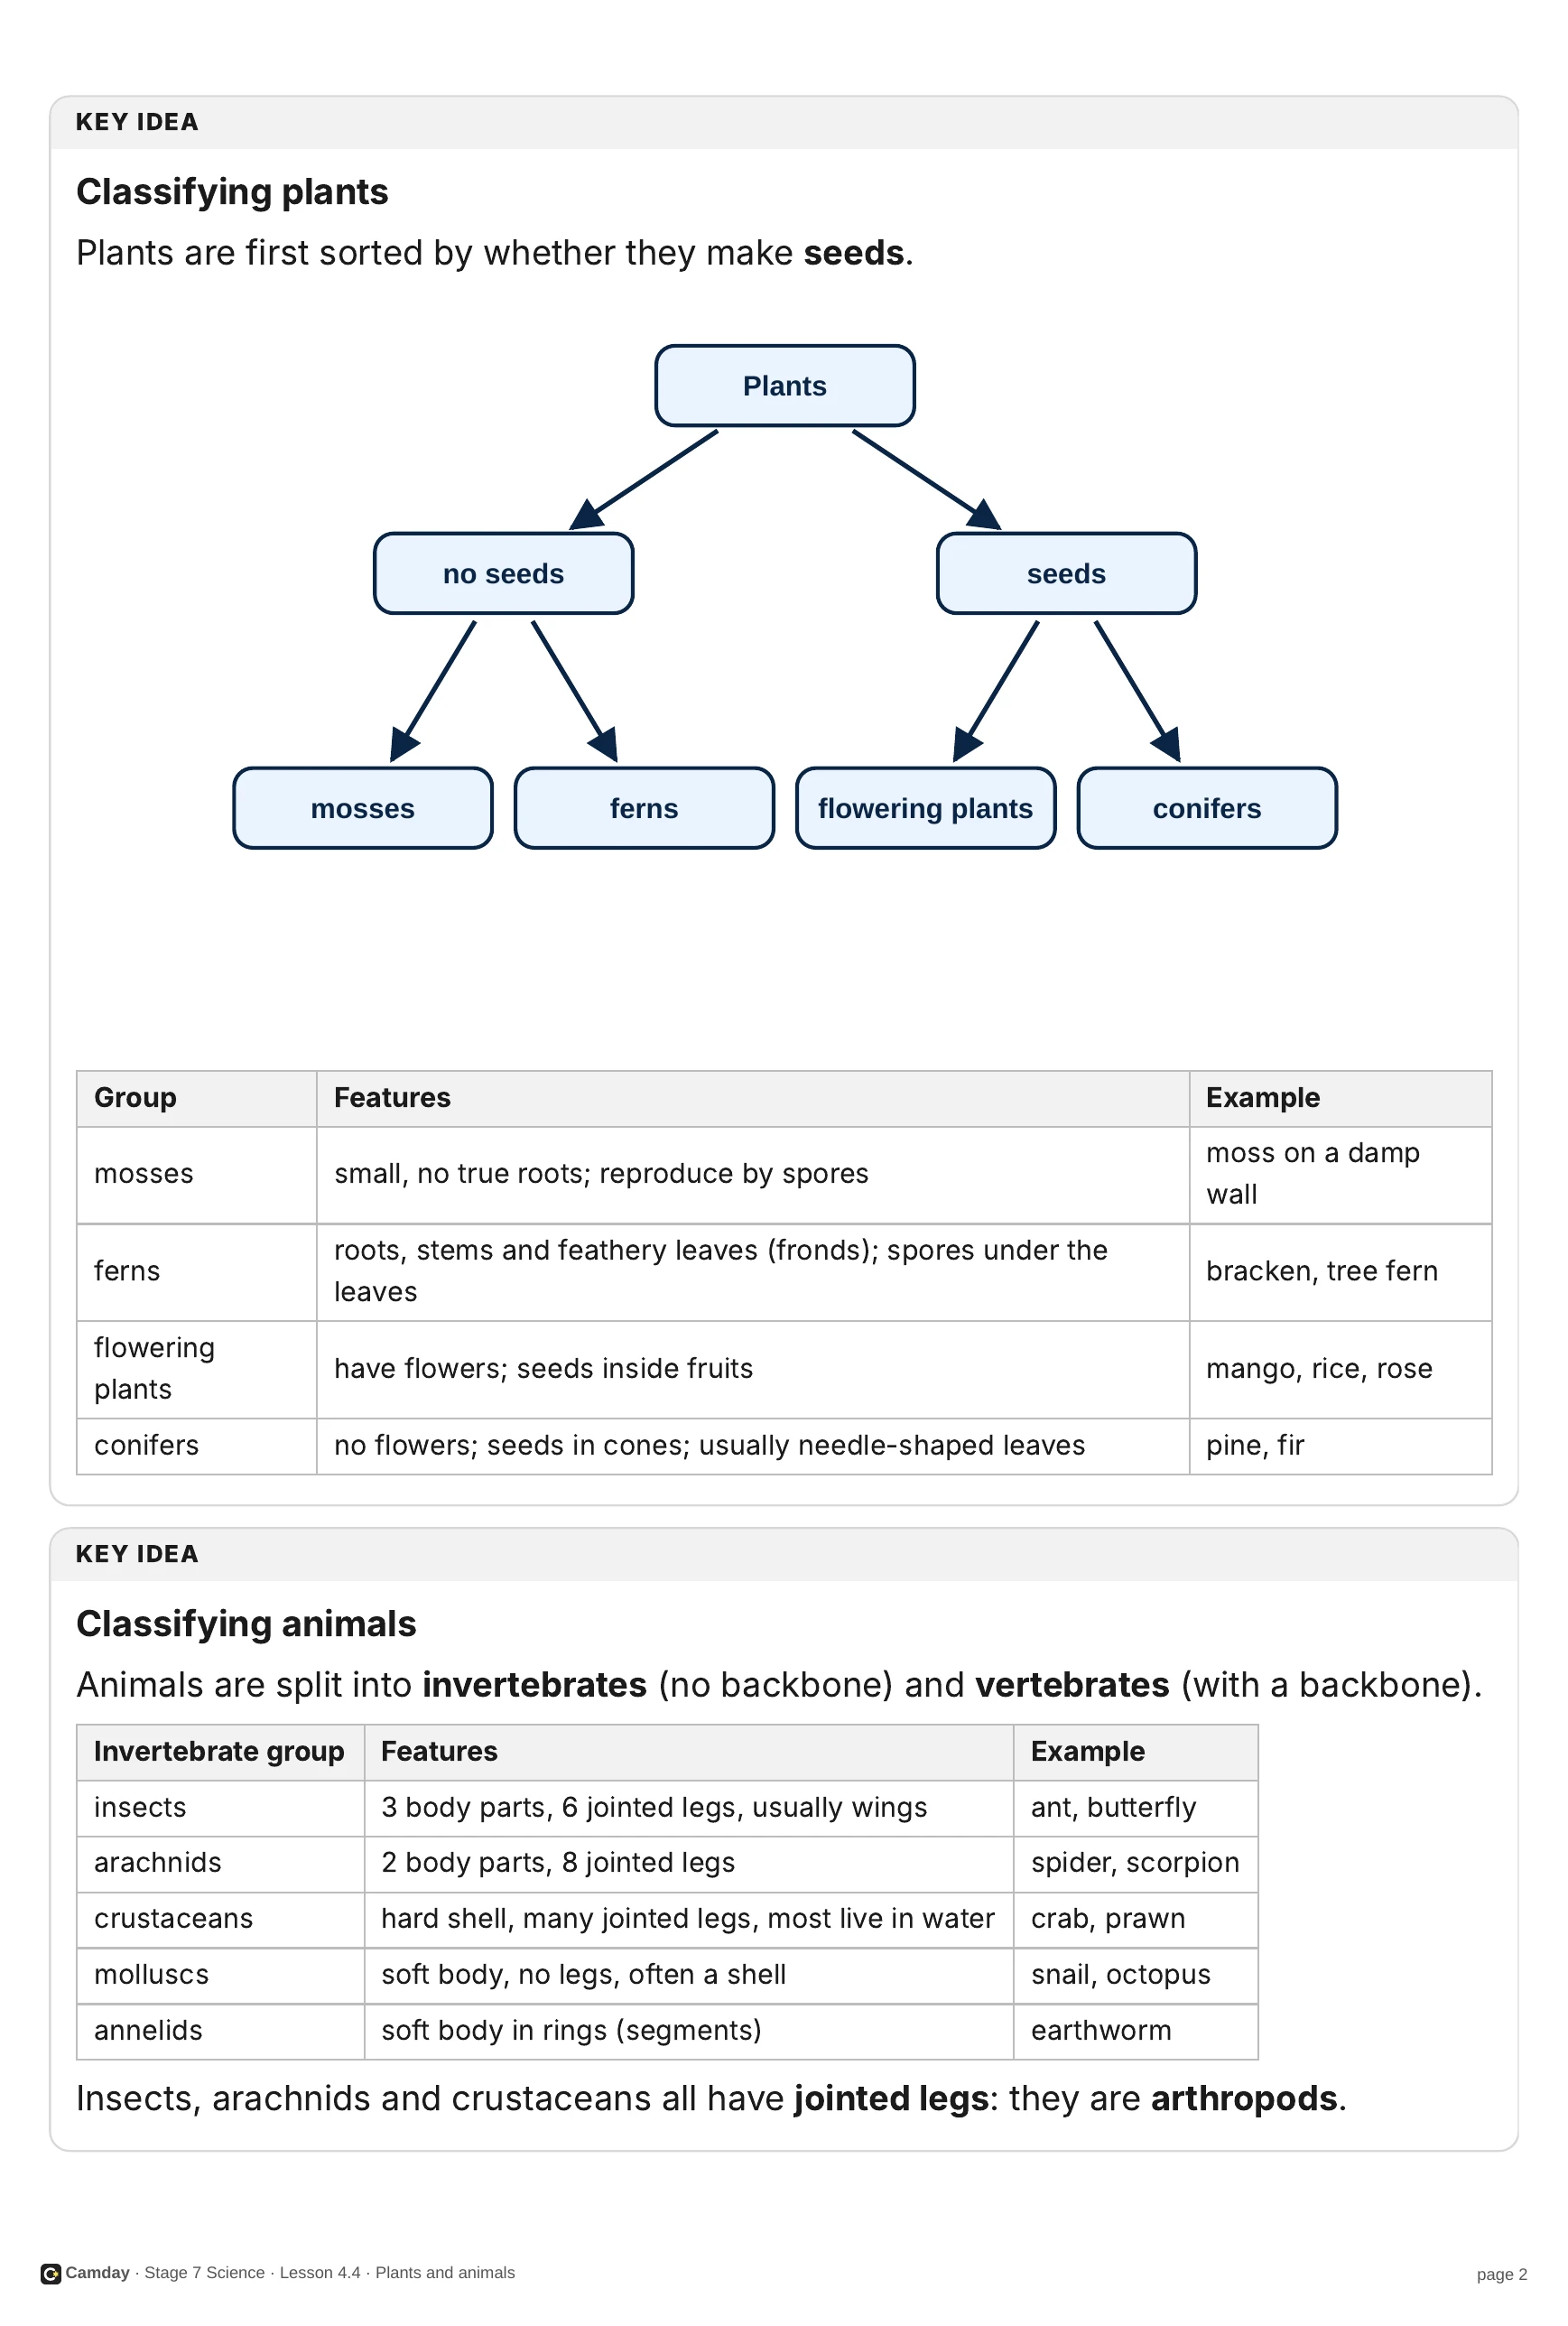 KEY IDEA
Classifying plants
Plants are first sorted by whether they make seeds.
Plants
no seeds
seeds
mosses
ferns
flowering plants
conifers
Group
Features
Example
mosses
small, no true roots; reproduce by spores
moss on a damp
wall
ferns
roots, stems and feathery leaves (fronds); spores under the
leaves
bracken, tree fern
flowering
plants
have flowers; seeds inside fruits
mango, rice, rose
conifers
no flowers; seeds in cones; usually needle-shaped leaves
pine, fir
KEY IDEA
Classifying animals
Animals are split into invertebrates (no backbone) and vertebrates (with a backbone).
Invertebrate group
Features
Example
insects
3 body parts, 6 jointed legs, usually wings
ant, butterfly
arachnids
2 body parts, 8 jointed legs
spider, scorpion
crustaceans
hard shell, many jointed legs, most live in water
crab, prawn
molluscs
soft body, no legs, often a shell
snail, octopus
annelids
soft body in rings (segments)
earthworm
Insects, arachnids and crustaceans all have jointed legs: they are arthropods.
Camday · Stage 7 Science · Lesson 4.4 · Plants and animals
page 2